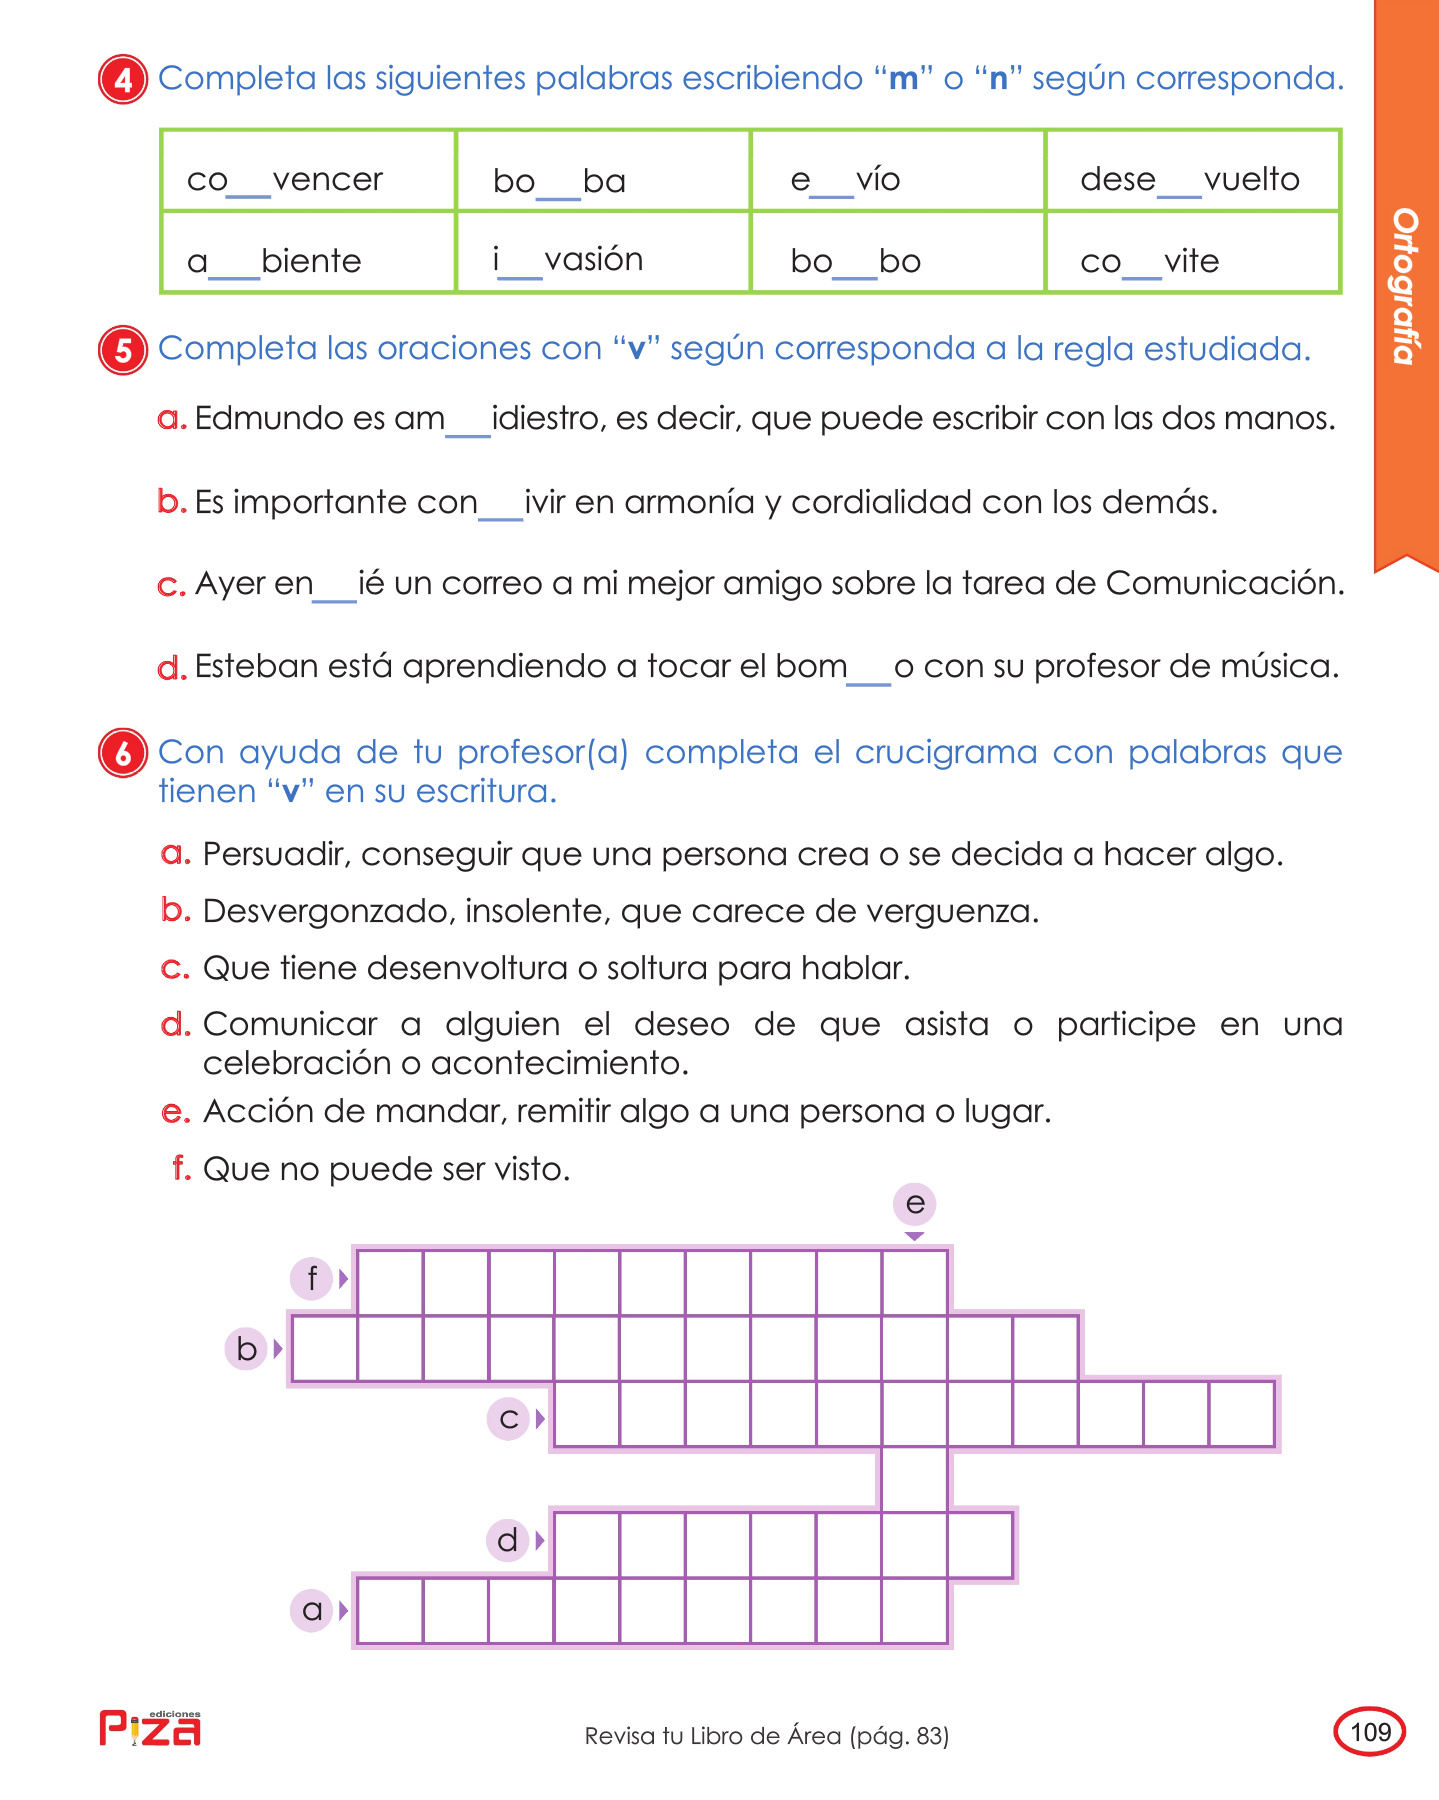 4 Completa las siguientes palabras escribiendo “m” o “n” según corresponda.
co__vencer bo__ba e__vío dese__vuelto
a__biente i__vasión bo__bo co__vite
Ortografía
5 Completa las oraciones con “v” según corresponda a la regla estudiada.
a. Edmundo es am__idiestro, es decir, que puede escribir con las dos manos.
b. Es importante con__ivir en armonía y cordialidad con los demás.
c. Ayer en__ié un correo a mi mejor amigo sobre la tarea de Comunicación.
d. Esteban está aprendiendo a tocar el bom__o con su profesor de música.
6 Con ayuda de tu profesor(a) completa el crucigrama con palabras que
tienen “v” en su escritura.
a. Persuadir, conseguir que una persona crea o se decida a hacer algo.
b. Desvergonzado, insolente, que carece de verguenza.
c. Que tiene desenvoltura o soltura para hablar.
d. Comunicar a alguien el deseo de que asista o participe en una
celebración o acontecimiento.
e. Acción de mandar, remitir algo a una persona o lugar.
f. Que no puede ser visto.
e
f
b
c
d
a
ediciones
Piza
Revisa tu Libro de Área (pág. 83)
109